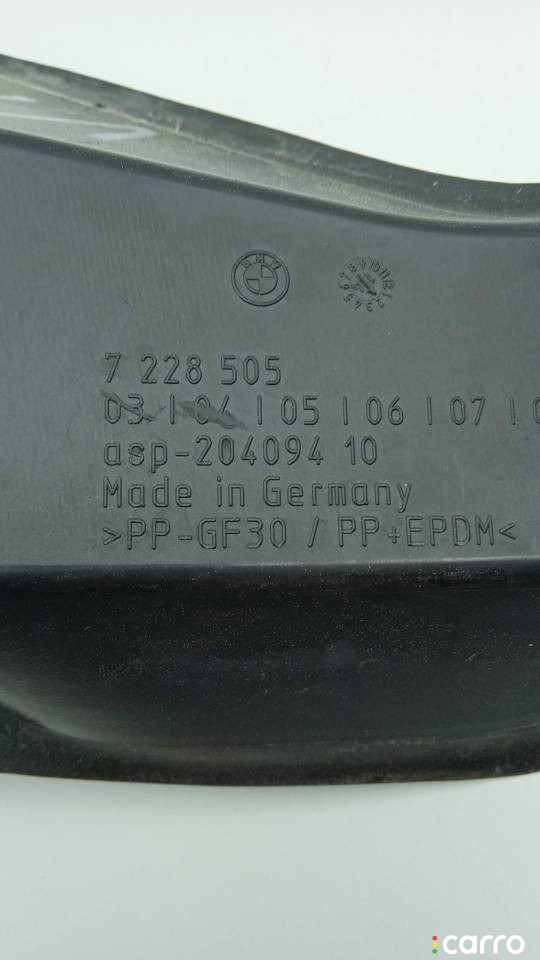 BMW
7 228 505
03 | 04 | 05 | 06 | 07 |
asp-204094 10
Made in Germany
>PP-GF30 / PP+EPDM<
carro